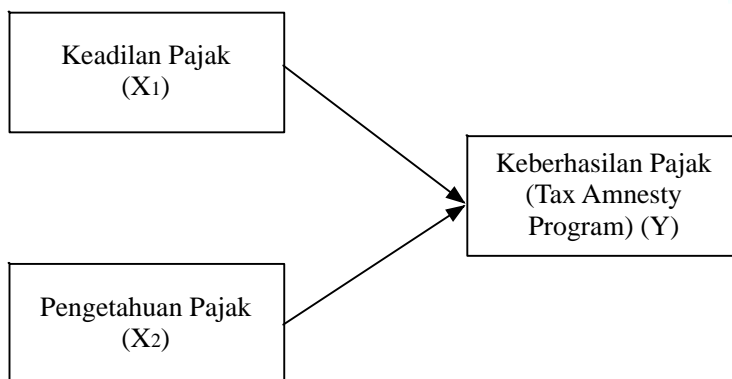 Keadilan Pajak
(X1)
Keberhasilan Pajak
(Tax Amnesty
Program) (Y)
Pengetahuan Pajak
(X2)